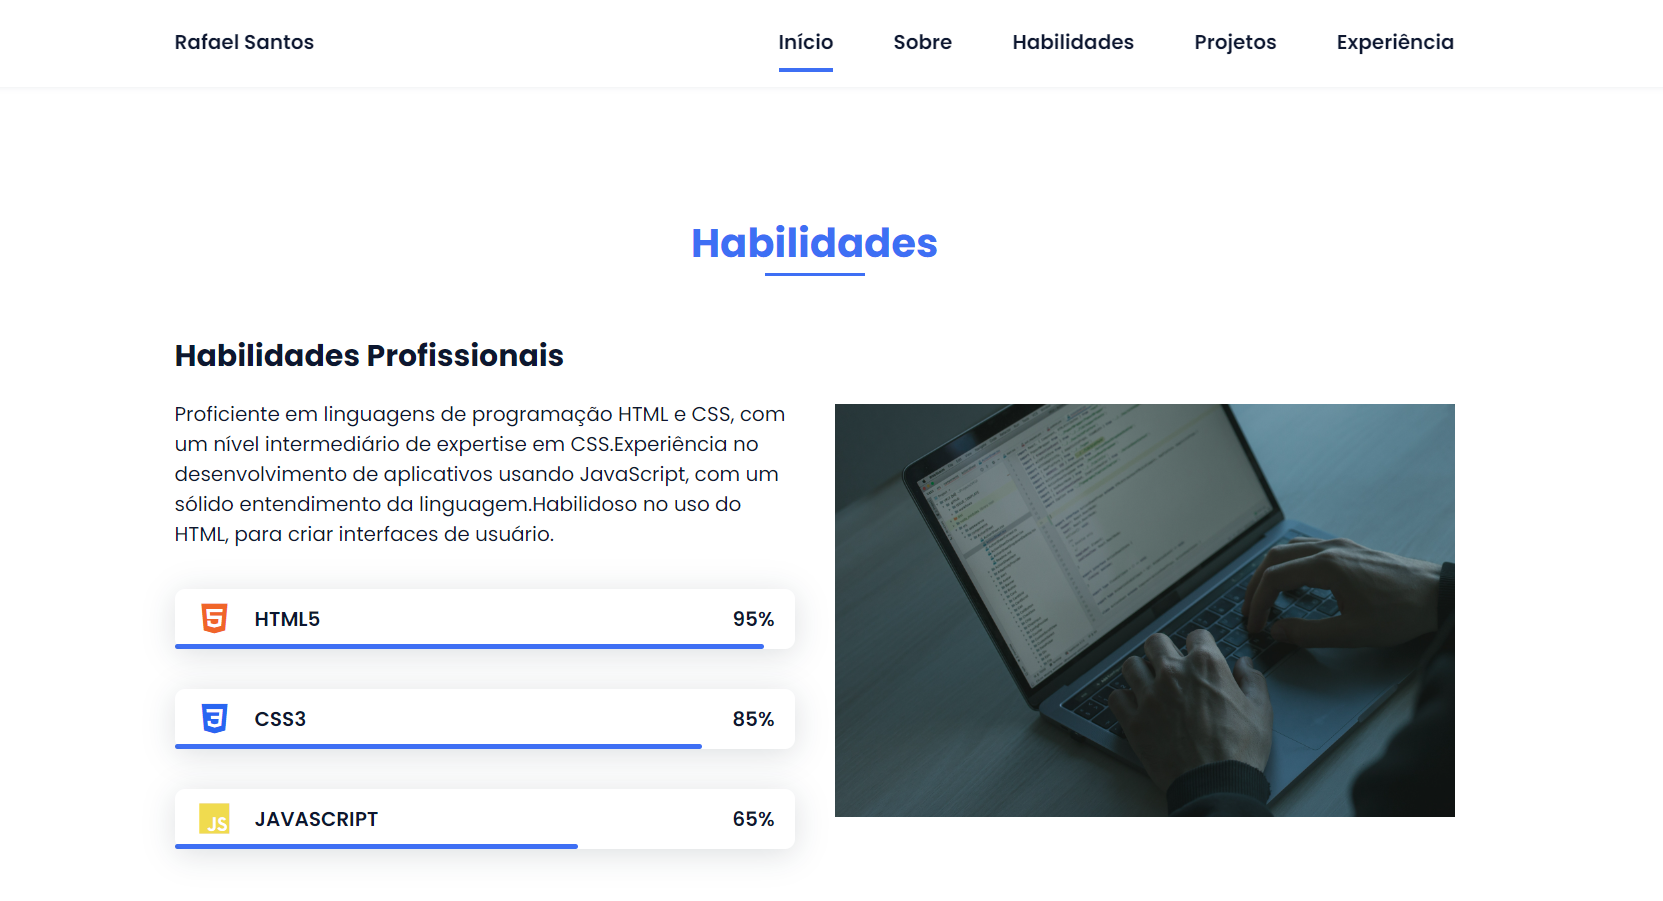 Rafael Santos
Início
Sobre
Habilidades
Projetos
Experiência
Habilidades
Habilidades Profissionais
Proficiente em linguagens de programação HTML e CSS, com
um nível intermediário de expertise em CSS.Experiência no
desenvolvimento de aplicativos usando JavaScript, com um
sólido entendimento da linguagem.Habilidoso no uso do
HTML, para criar interfaces de usuário.
HTML5
95%
CSS3
85%
JS
JAVASCRIPT
65%